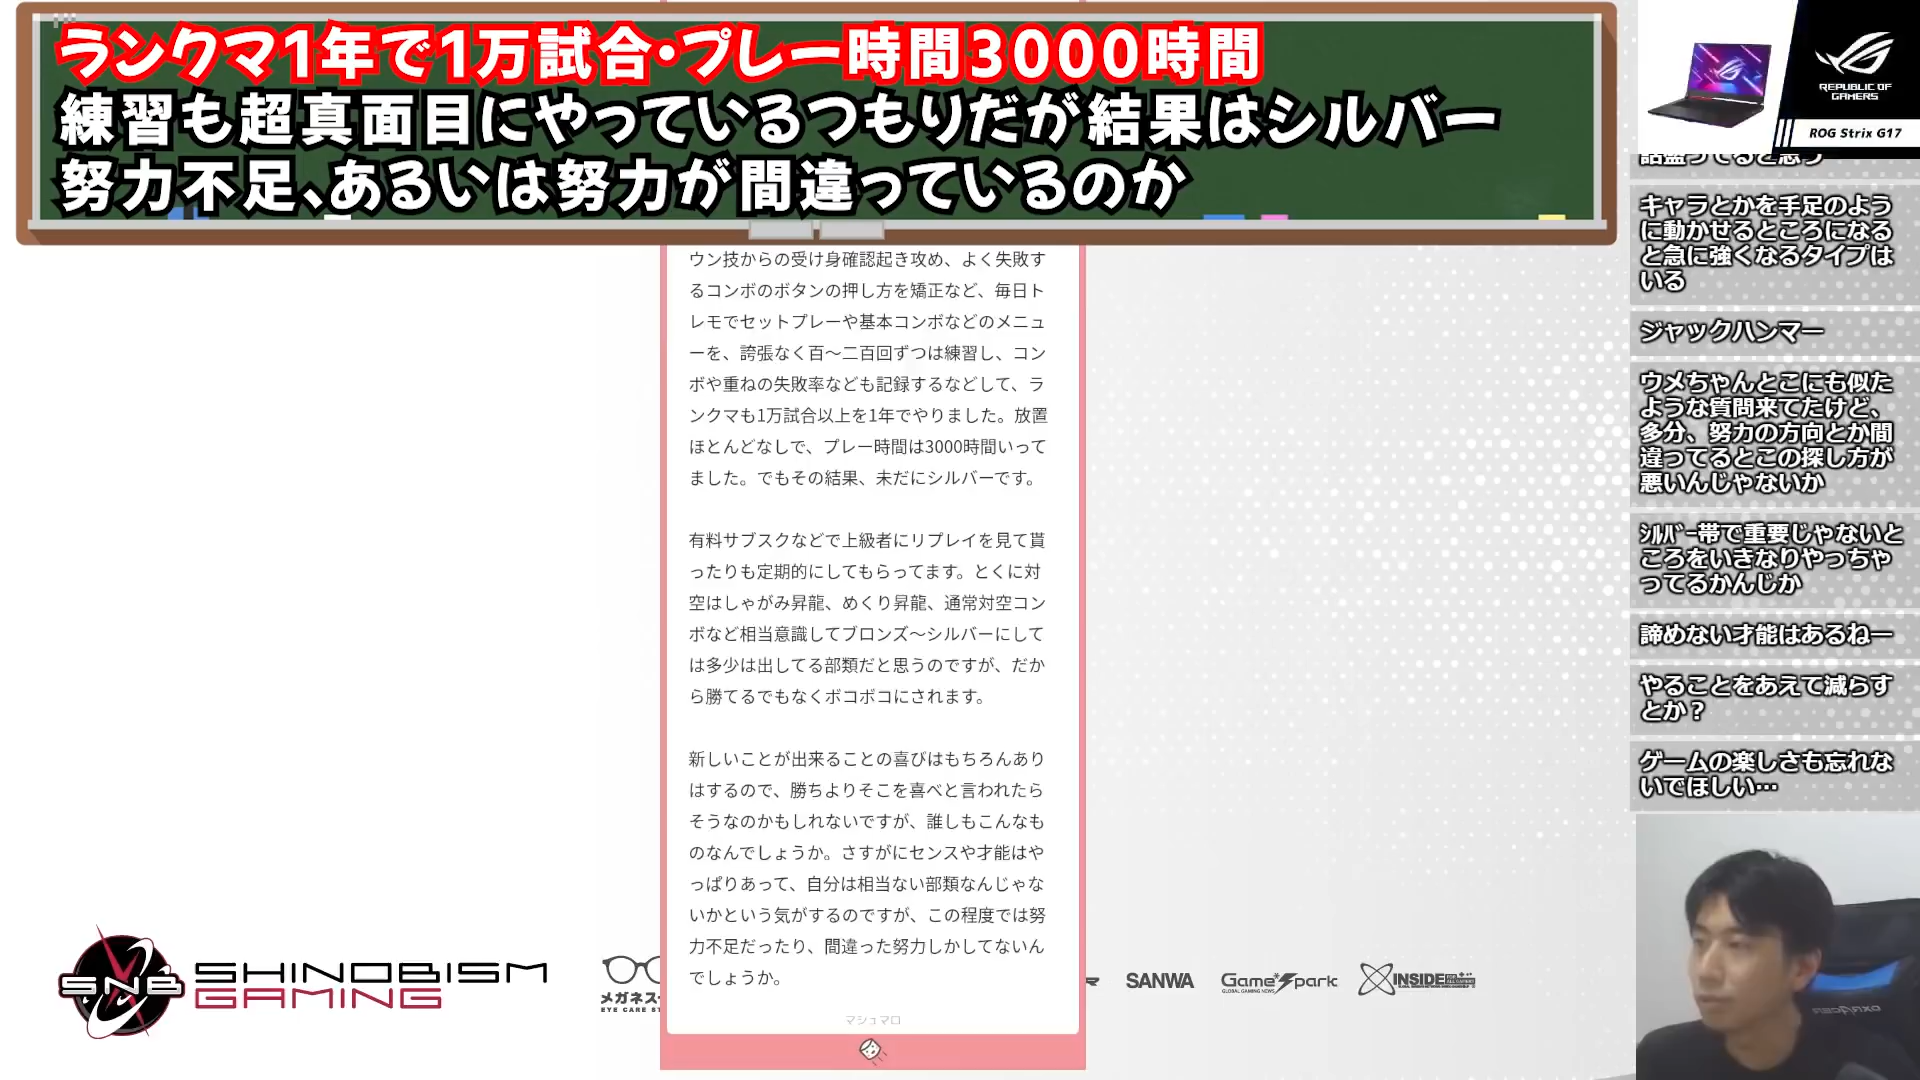 ランクマ1年で1万試合・プレー時間3000時間
練習も超真面目にやっているつもりだが結果はシルバー
努力不足、あるいは努力が間違っているのか
ウン技からの受け身確認起き攻め、よく失敗す
るコンボのボタンの押し方を矯正など、毎日ト
レモでセットプレーや基本コンボなどのメニュ
ーを、誇張なく百～二百回ずつは練習し、コン
ボや重ねの失敗率なども記録するなどして、ラ
ンクマも1万試合以上を1年でやりました。放置
ほとんどなしで、プレー時間は3000時間いって
ました。でもその結果、未だにシルバーです。
有料サブスクなどで上級者にリプレイを見て貰
ったりも定期的にしてもらってます。とくに対
空はしゃがみ昇龍、めくり昇龍、通常対空コン
ボなど相当意識してブロンズ～シルバーにして
は多少は出してる部類だと思うのですが、だか
ら勝てるでもなくボコボコにされます。
新しいことが出来ることの喜びはもちろんあり
はするので、勝ちよりそこを喜べと言われたら
そうなのかもしれないですが、誰しもこんなも
のなんでしょうか。さすがにセンスや才能はや
っぱりあって、自分は相当ない部類なんじゃな
いかという気がするのですが、この程度では努
力不足だったり、間違った努力しかしてないん
でしょうか。
マシュマロ
REPUBLIC OF
GAMERS
ROG Strix G17
キャラとかを手足のよう
に動かせるところになる
と急に強くなるタイプは
いる
ジャックハンマー
ウメちゃんとこにも似た
ような質問来てたけど、
多分、努力の方向とか間
違ってるとこの探し方が
悪いんじゃないか
ｼﾙﾊﾞｰ帯で重要じゃないと
ころをいきなりやっちゃ
ってるかんじか
諦めない才能はあるねー
やることをあえて減らす
とか？
ゲームの楽しさも忘れな
いでほしい…
SNB
SHINOBISM
GAMING
メガネス
EYE CARE
SANWA
Game*Spark
GLOBAL GAMING NEWS
INSIDE